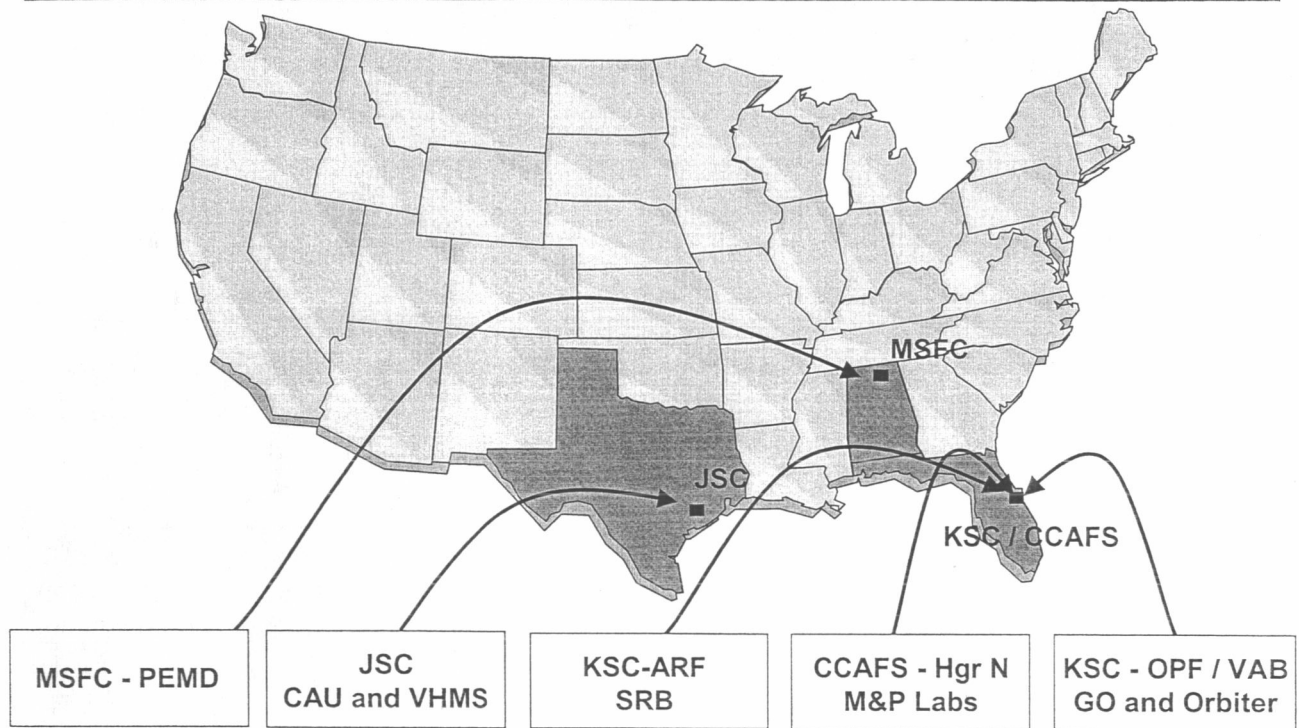 MSFC
JSC
KSC / CCAFS
MSFC - PEMD
JSC
CAU and VHMS
KSC-ARF
SRB
CCAFS - Hgr N
M&P Labs
KSC - OPF / VAB
GO and Orbiter